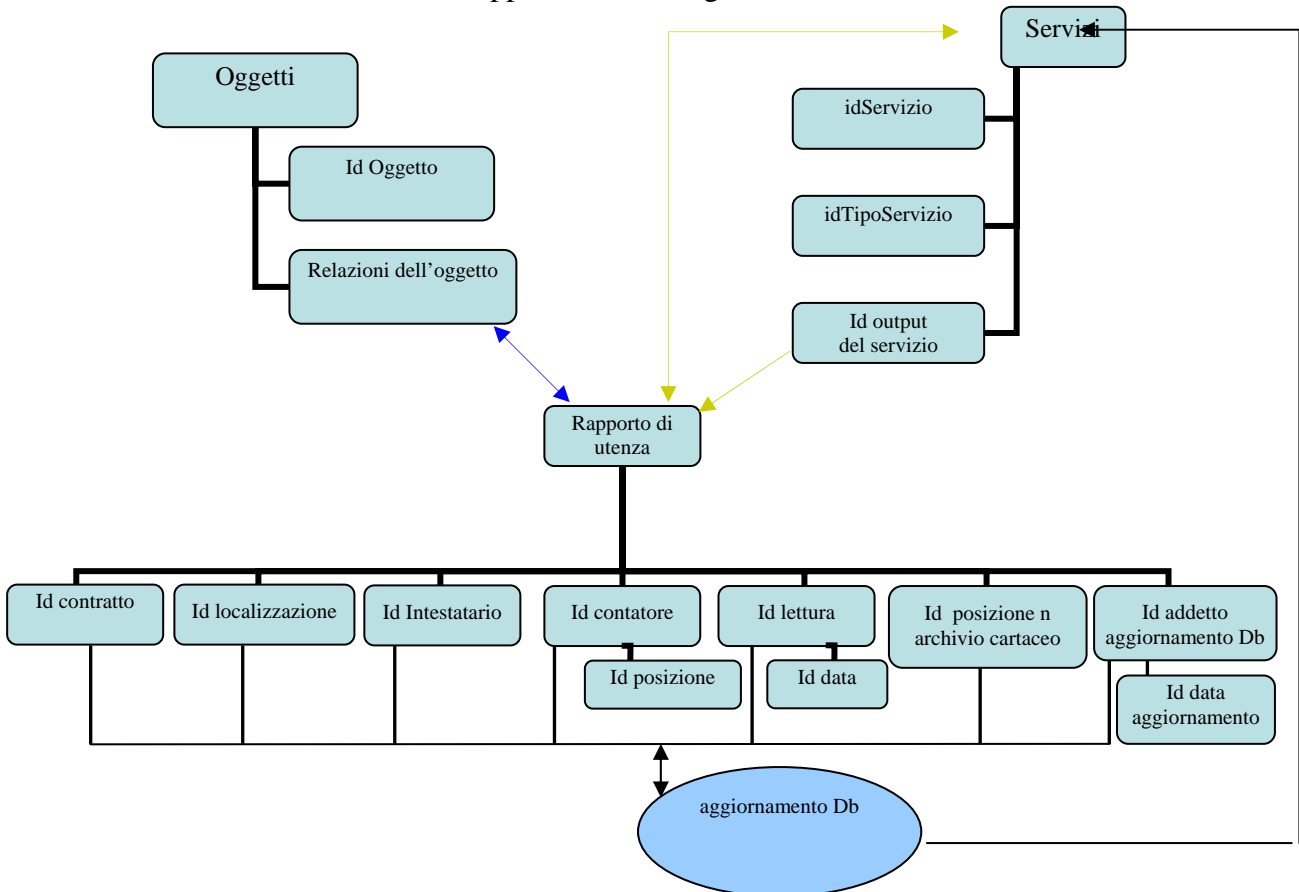 Servizi
Oggetti
idServizio
Id Oggetto
idTipoServizio
Relazioni dell’oggetto
Id output
del servizio
Rapporto di
utenza
Id contratto
Id localizzazione
Id Intestatario
Id contatore
Id lettura
Id posizione n
archivio cartaceo
Id addetto
aggiornamento Db
Id posizione
Id data
Id data
aggiornamento
aggiornamento Db